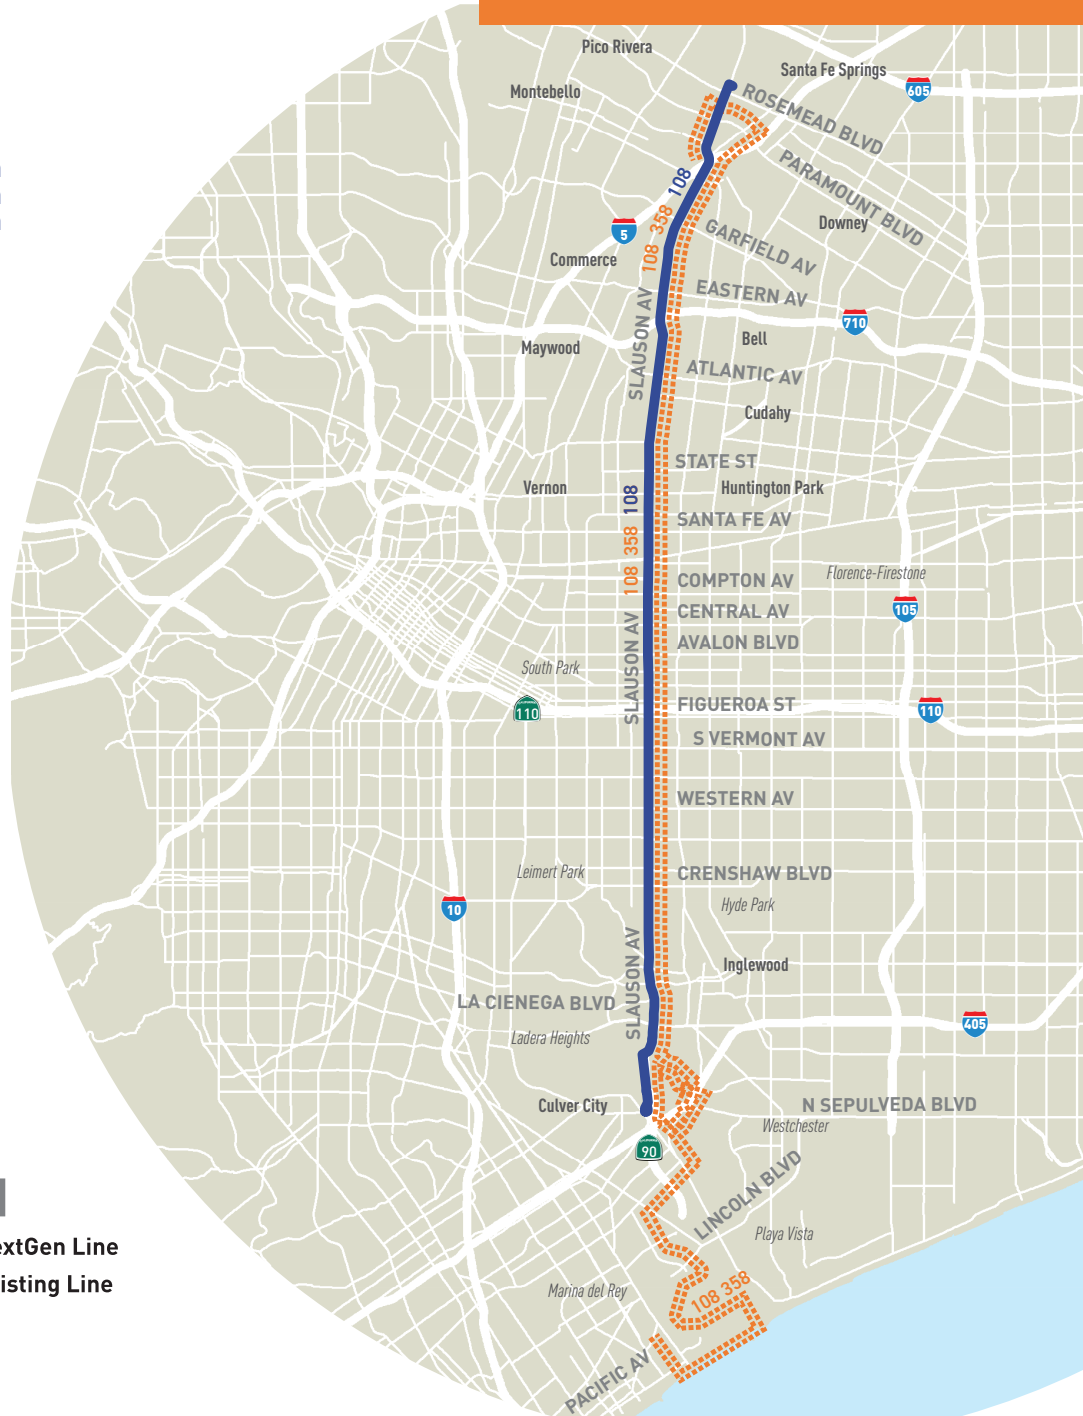 Pico Rivera
Santa Fe Springs
605
Montebello
ROSEMEAD BLVD
PARAMOUNT BLVD
108
Downey
358
5
GARFIELD AV
108
Commerce
EASTERN AV
SLAUSON AV
710
Bell
Maywood
ATLANTIC AV
Cudahy
STATE ST
Vernon
108
Huntington Park
SANTA FE AV
108 358
COMPTON AV
Florence-Firestone
CENTRAL AV
105
SLAUSON AV
AVALON BLVD
South Park
FIGUEROA ST
110
110
S VERMONT AV
WESTERN AV
Leimert Park
CRENSHAW BLVD
10
Hyde Park
SLAUSON AV
Inglewood
LA CIENEGA BLVD
405
Ladera Heights
Culver City
N SEPULVEDA BLVD
Westchester
90
LINCOLN BLVD
Playa Vista
extGen Line
isting Line
Marina del Rey
108 358
PACIFIC AV